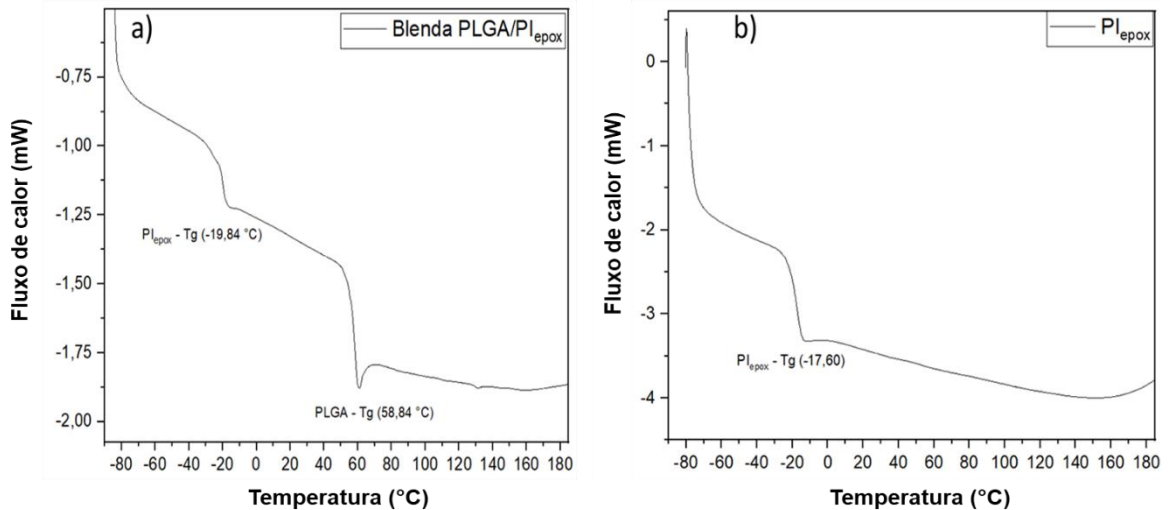 a)
Blenda PLGA/PIepox
Fluxo de calor (mW)
-0,75
-1,00
-1,25
-1,50
-1,75
-2,00
PIepox - Tg (-19,84 °C)
PLGA - Tg (58,84 °C)
-80 -60 -40 -20 0 20 40 60 80 100 120 140 160 180
Temperatura (°C)
b)
PIepox
Fluxo de calor (mW)
0
-1
-2
-3
-4
PIepox - Tg (-17,60)
-80 -60 -40 -20 0 20 40 60 80 100 120 140 160 180
Temperatura (°C)